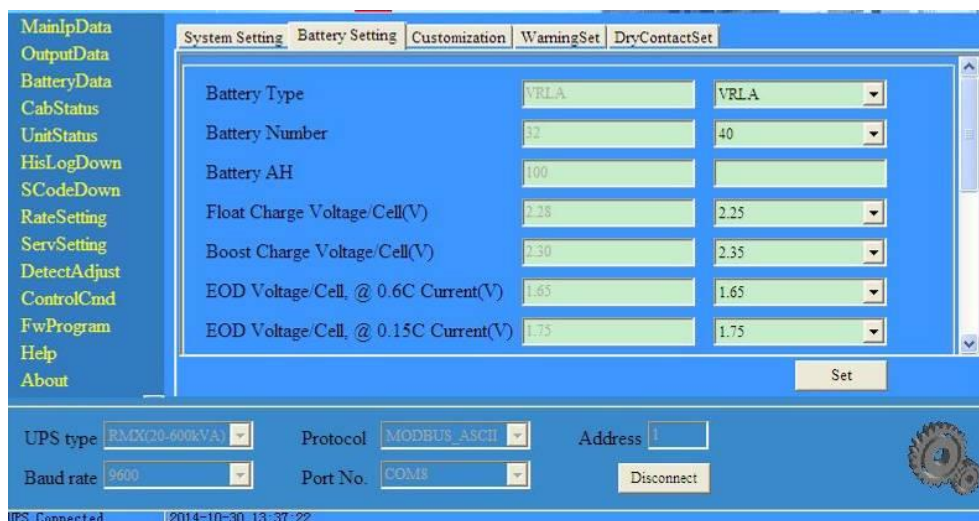 MainIpData
OutputData
BatteryData
CabStatus
UnitStatus
HisLogDown
SCodeDown
RateSetting
ServSetting
DetectAdjust
ControlCmd
FwProgram
Help
About
System Setting Battery Setting Customization WarningSet DryContactSet
Battery Type VRLA VRLA
Battery Number 32 40
Battery AH 100
Float Charge Voltage/Cell(V) 2.28 2.25
Boost Charge Voltage/Cell(V) 2.30 2.35
EOD Voltage/Cell, @ 0.6C Current(V) 1.65 1.65
EOD Voltage/Cell, @ 0.15C Current(V) 1.75 1.75
Set
UPS type RMX(20-600kVA) Protocol MODBUS_ASCII Address 1
Baud rate 9600 Port No. COM8 Disconnect
UPS Connected 2014-10-30 13:37:22